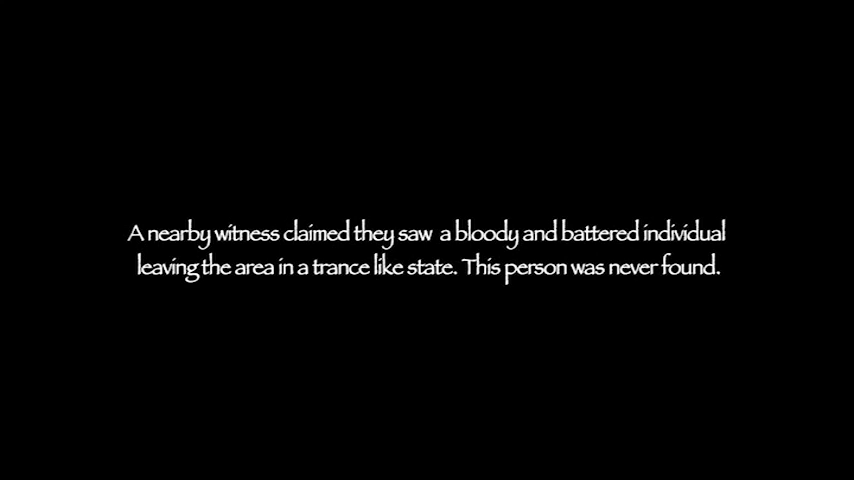 A nearby witness claimed they saw a bloody and battered individual
leaving the area in a trance like state. This person was never found.